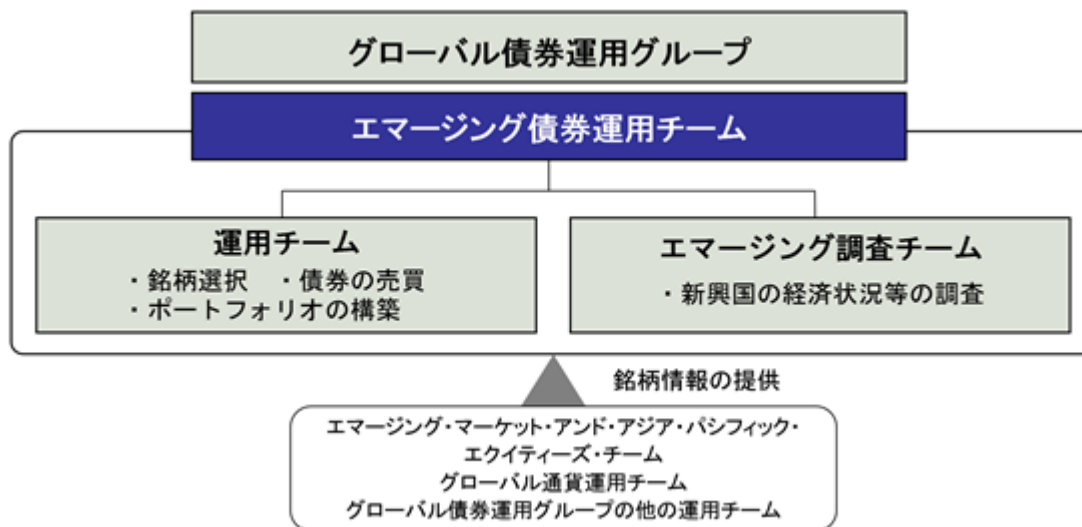 グローバル債券運用グループ
エマージング債券運用チーム
運用チーム
・銘柄選択　・債券の売買
・ポートフォリオの構築
エマージング調査チーム
・新興国の経済状況等の調査
銘柄情報の提供
エマージング・マーケット・アンド・アジア・パシフィック・
エクイティーズ・チーム
グローバル通貨運用チーム
グローバル債券運用グループの他の運用チーム